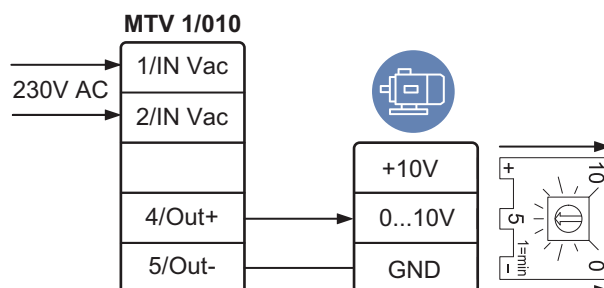 MTV 1/010
230V AC
1/IN Vac
2/IN Vac
4/Out+
5/Out-
+10V
0...10V
GND
+
5
-
1=min
10
0